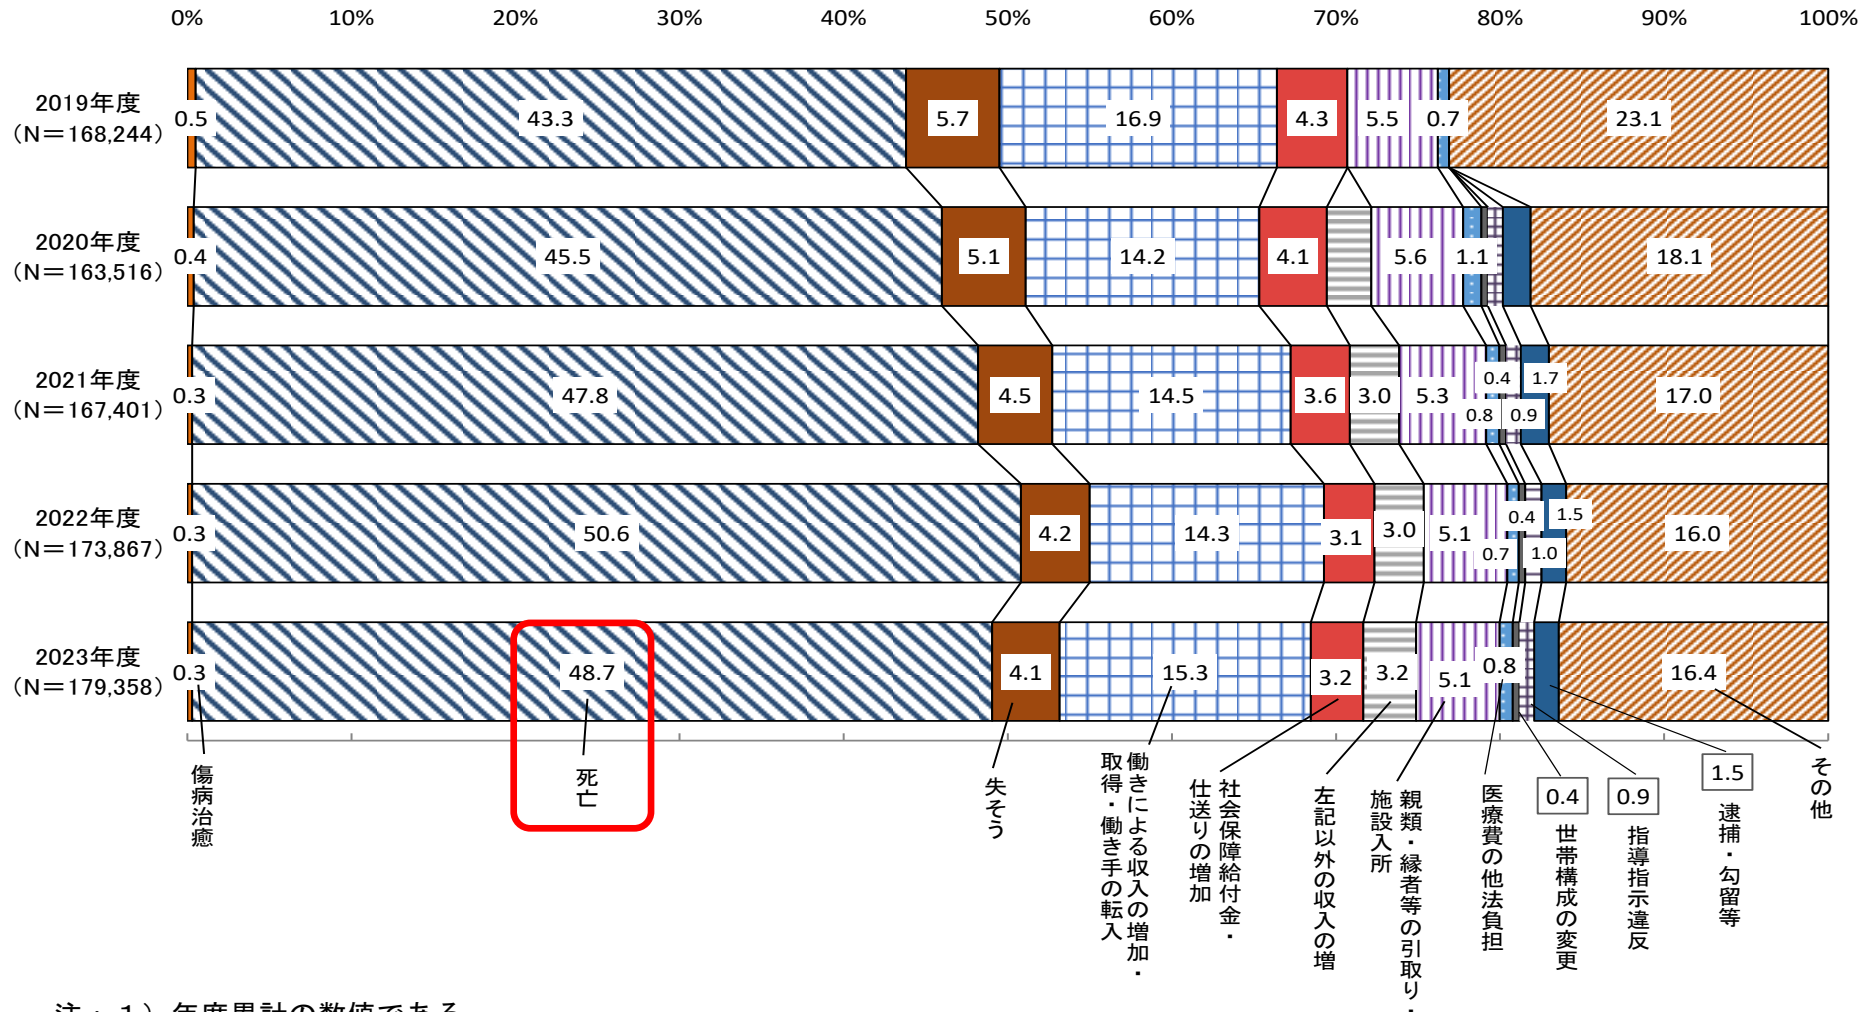 0% 10% 20% 30% 40% 50% 60% 70% 80% 90% 100%
2019年度
（N＝168,244）
0.5 43.3 5.7 16.9 4.3 5.5 0.7 23.1
2020年度
（N＝163,516）
0.4 45.5 5.1 14.2 4.1 5.6 1.1 18.1
2021年度
（N＝167,401）
0.3 47.8 4.5 14.5 3.6 3.0 5.3 0.8 0.4 0.9 1.7 17.0
2022年度
（N＝173,867）
0.3 50.6 4.2 14.3 3.1 3.0 5.1 0.7 0.4 1.0 1.5 16.0
2023年度
（N＝179,358）
0.3 48.7 4.1 15.3 3.2 3.2 5.1 0.8 16.4
0.4 0.9 1.5
傷病治癒
死亡
失そう
働きによる収入の増加・
取得・働き手の転入
社会保障給付金・
仕送りの増加
左記以外の収入の増
親類・縁者等の引取り・
施設入所
医療費の他法負担
世帯構成の変更
指導指示違反
逮捕・勾留等
その他
注：１）年度累計の数値である